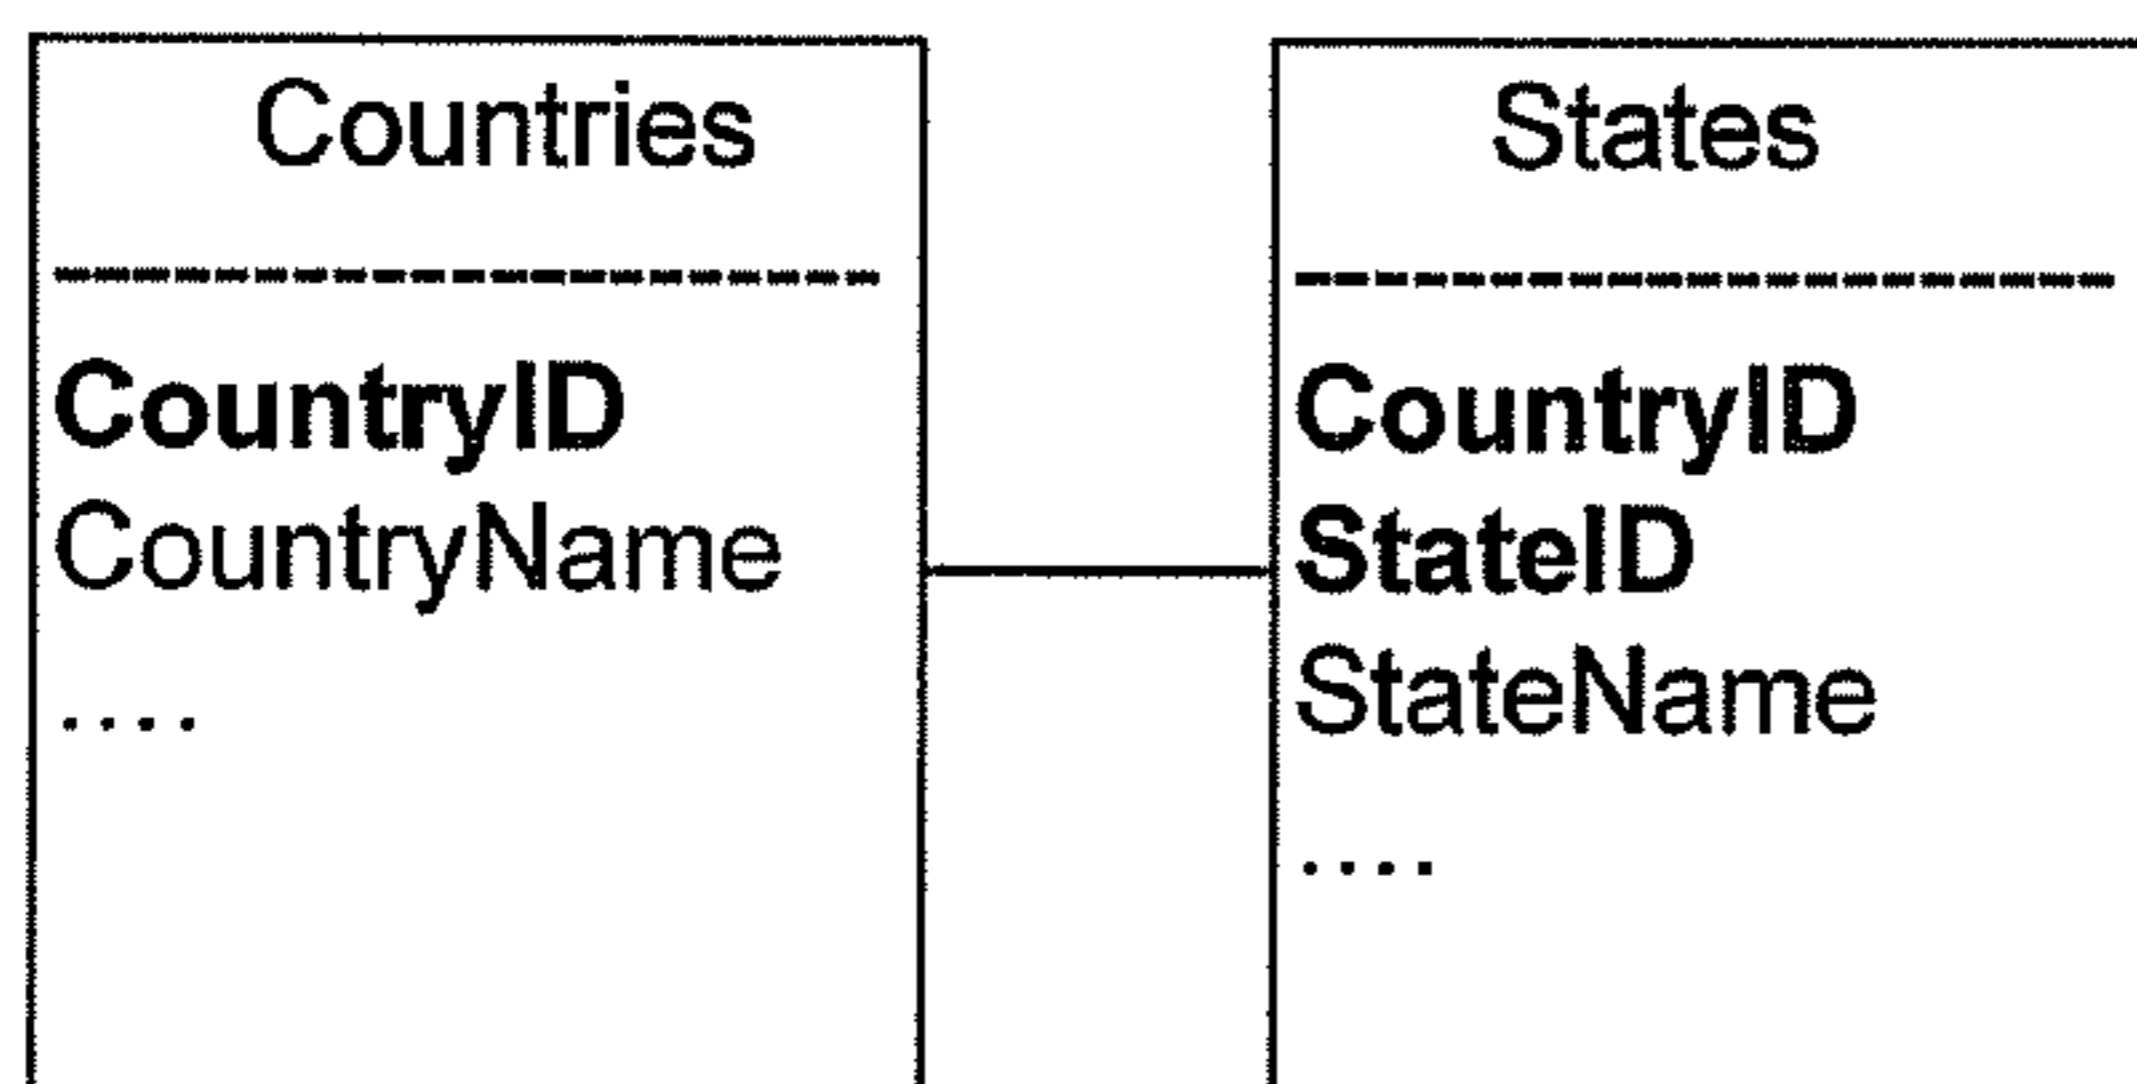 Countries
CountryID
CountryName
....
States
CountryID
StateID
StateName
....